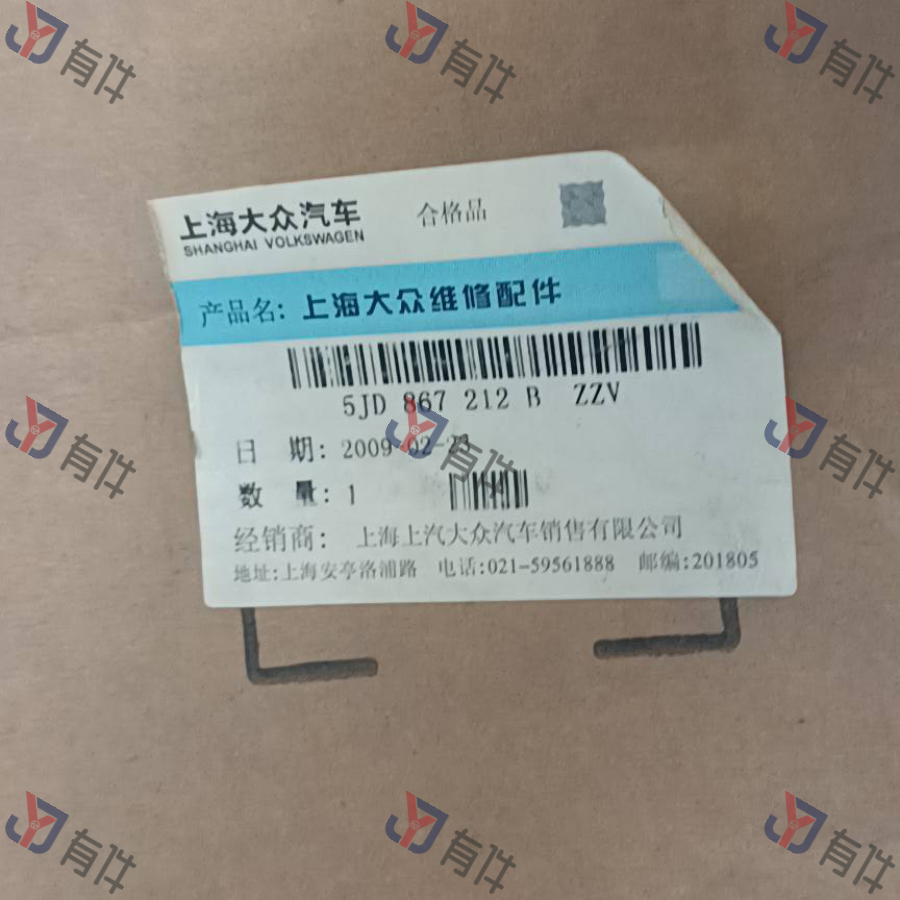 上海大众汽车
SHANGHAI VOLKSWAGEN
合格品
产品名: 上海大众维修配件
5JD 867 212 B ZZV
日 期: 2009-02-23
数 量: 1
经销商: 上海上汽大众汽车销售有限公司
地址:上海安亭洛浦路 电话:021-59561888 邮编:201805
有件
有件
有件
有件
有件
有件
有件
有件
有件